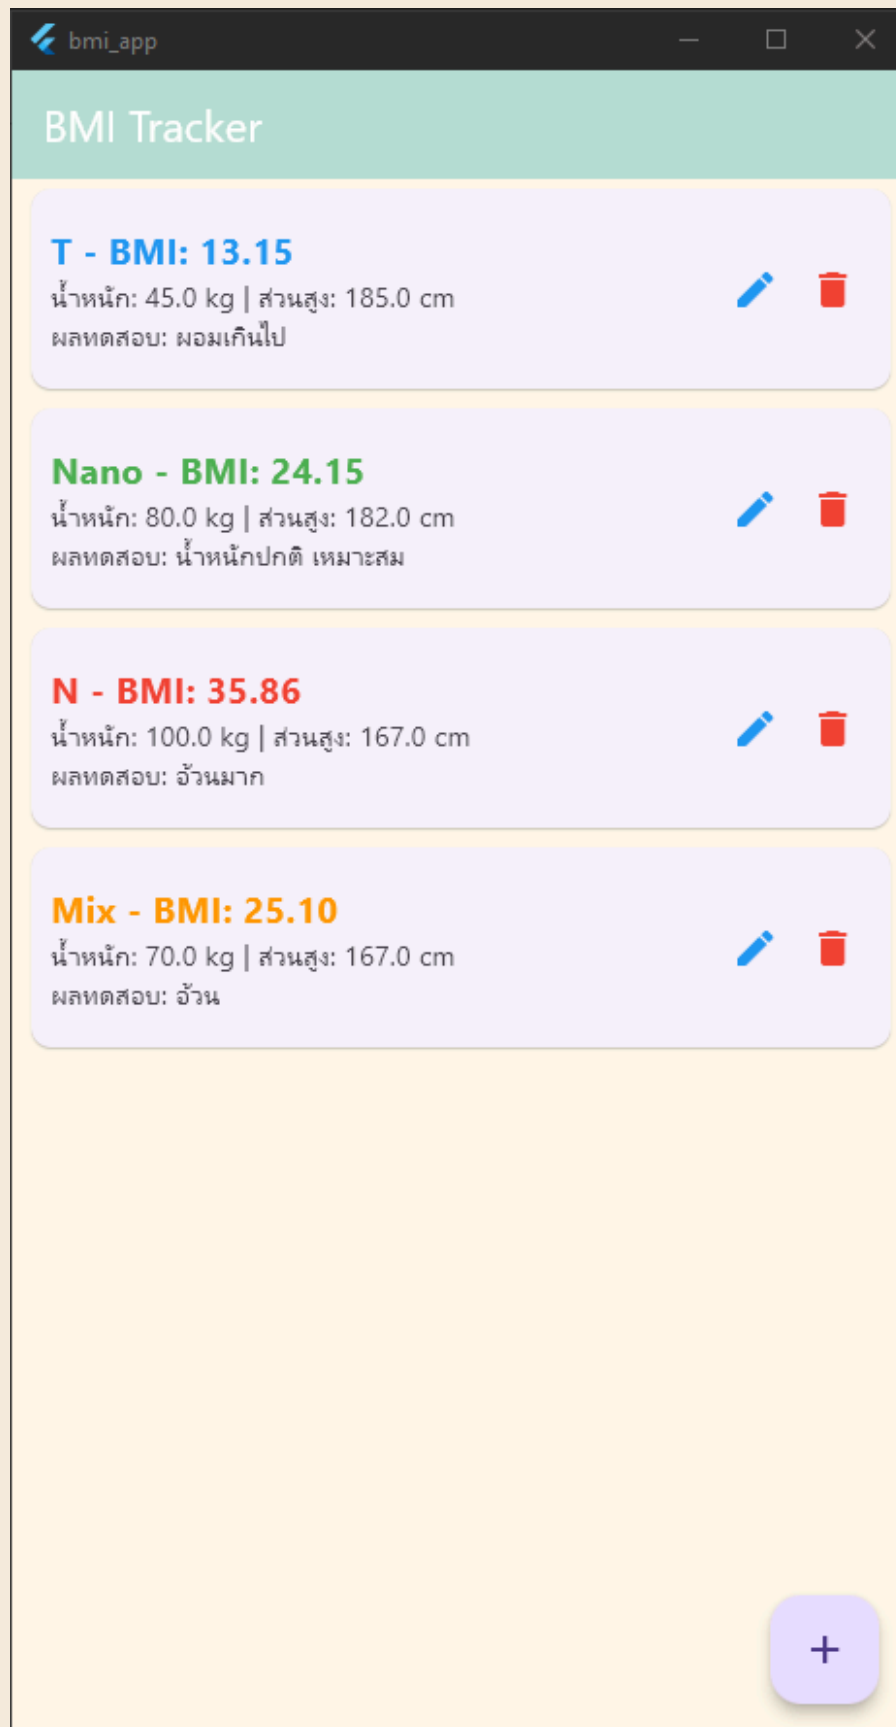 bmi_app
BMI Tracker
T - BMI: 13.15
น้ำหนัก: 45.0 kg | ส่วนสูง: 185.0 cm
ผลทดสอบ: ผอมเกินไป
Nano - BMI: 24.15
น้ำหนัก: 80.0 kg | ส่วนสูง: 182.0 cm
ผลทดสอบ: น้ำหนักปกติ เหมาะสม
N - BMI: 35.86
น้ำหนัก: 100.0 kg | ส่วนสูง: 167.0 cm
ผลทดสอบ: อ้วนมาก
Mix - BMI: 25.10
น้ำหนัก: 70.0 kg | ส่วนสูง: 167.0 cm
ผลทดสอบ: อ้วน